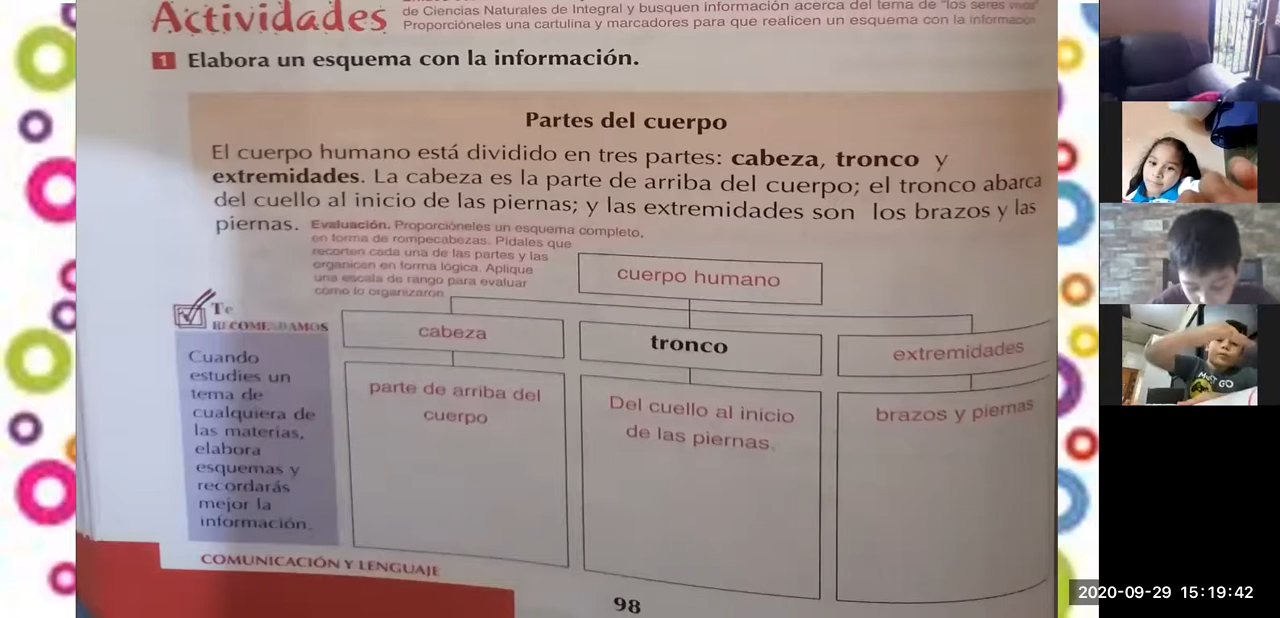 Actividades
de Ciencias Naturales de Integral y busquen información acerca del tema de "los seres vivos"
Proporcióneles una cartulina y marcadores para que realicen un esquema con la información
1 Elabora un esquema con la información.
Partes del cuerpo
El cuerpo humano está dividido en tres partes: cabeza, tronco y
extremidades. La cabeza es la parte de arriba del cuerpo; el tronco abarca
del cuello al inicio de las piernas; y las extremidades son los brazos y las
piernas.
Evaluación. Proporcióneles un esquema completo,
en forma de rompecabezas. Pídales que
recorten cada una de las partes y las
organicen en forma lógica. Aplique
una escala de rango para evaluar
cómo lo organizaron
cuerpo humano
cabeza
tronco
extremidades
parte de arriba del
cuerpo
Del cuello al inicio
de las piernas.
brazos y piernas
Te
RECOMENDAMOS
Cuando
estudies un
tema de
cualquiera de
las materias,
elabora
esquemas y
recordarás
mejor la
información.
COMUNICACIÓN Y LENGUAJE
98
MUST GO
2020-09-29 15:19:42